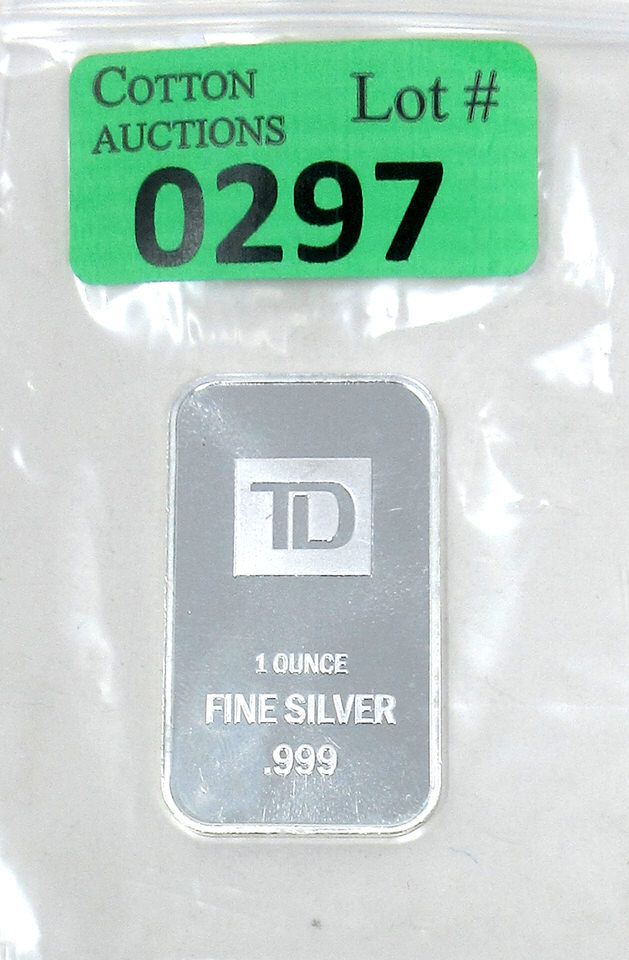 COTTON Lot #
AUCTIONS
0297
TD
1 OUNCE
FINE SILVER
.999